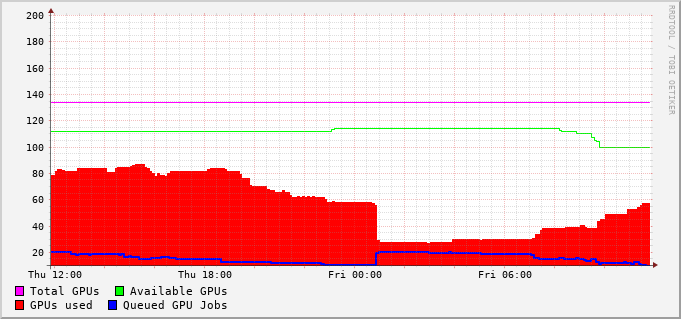 200
180
160
140
120
100
80
60
40
20
Thu 12:00 Thu 18:00 Fri 00:00 Fri 06:00
Total GPUs Available GPUs
GPUs used Queued GPU Jobs
RRDTOOL / TOBI OETIKER